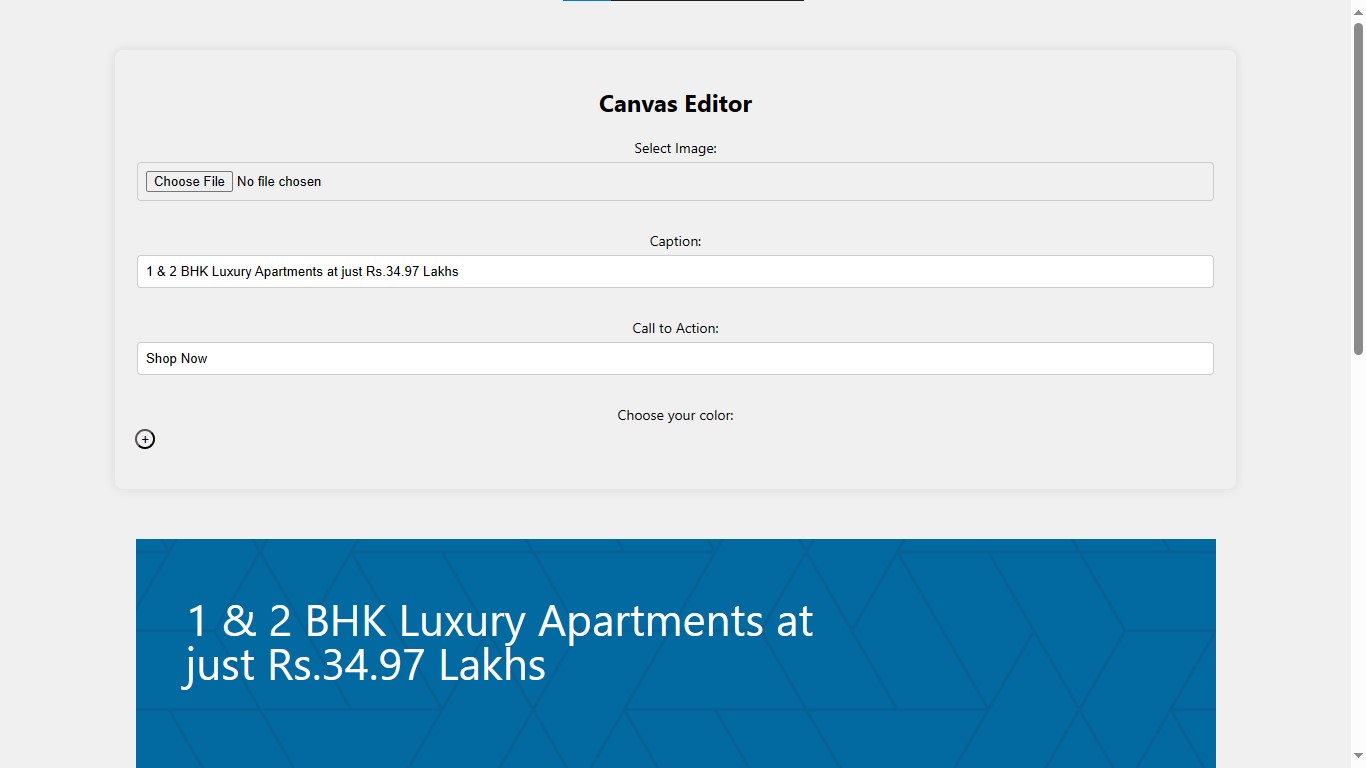 Canvas Editor
Select Image:
Choose File No file chosen
Caption:
1 & 2 BHK Luxury Apartments at just Rs.34.97 Lakhs
Call to Action:
Shop Now
Choose your color:
+
1 & 2 BHK Luxury Apartments at
just Rs.34.97 Lakhs